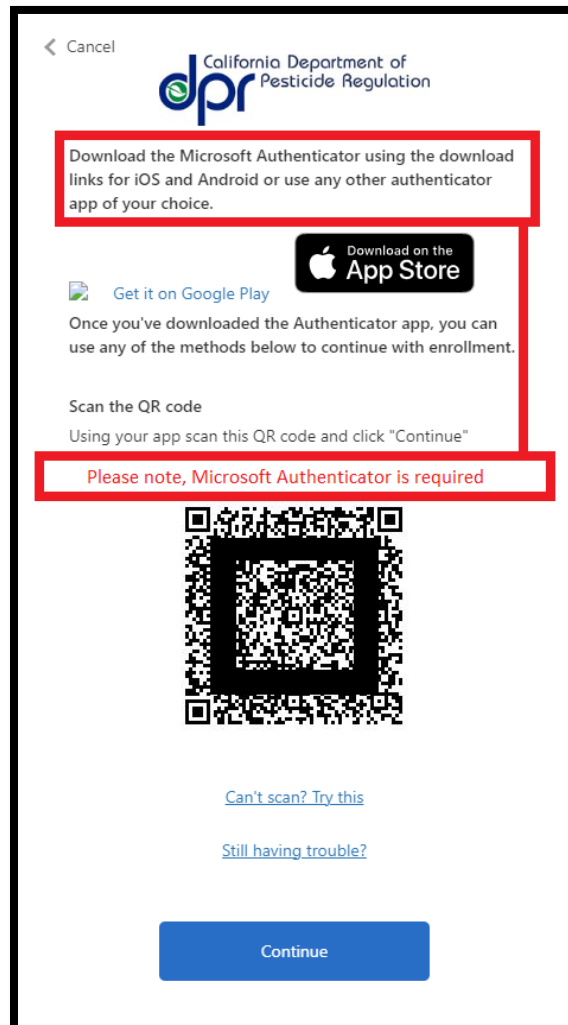 Cancel
California Department of
dpr Pesticide Regulation
Download the Microsoft Authenticator using the download
links for iOS and Android or use any other authenticator
app of your choice.
Download on the
App Store
Get it on Google Play
Once you've downloaded the Authenticator app, you can
use any of the methods below to continue with enrollment.
Scan the QR code
Using your app scan this QR code and click "Continue"
Please note, Microsoft Authenticator is required
Can't scan? Try this
Still having trouble?
Continue